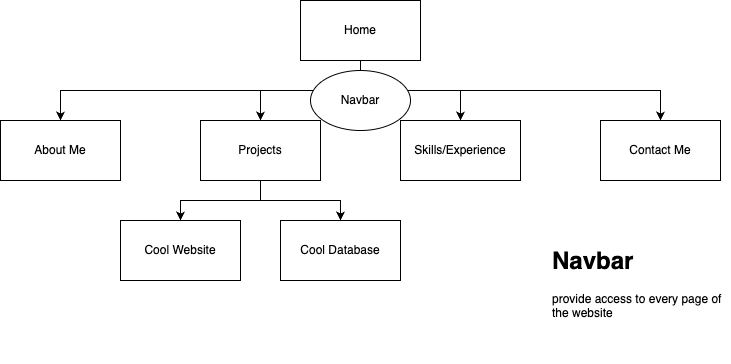 Home
Navbar
About Me
Projects
Skills/Experience
Contact Me
Cool Website
Cool Database
Navbar
provide access to every page of
the website